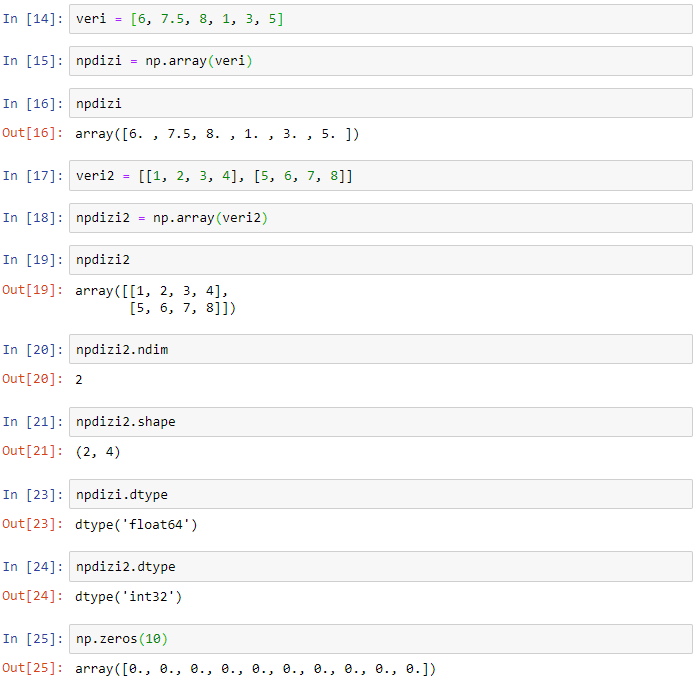 In [14]: veri = [6, 7.5, 8, 1, 3, 5]
In [15]: npdizi = np.array(veri)
In [16]: npdizi
Out[16]: array([6. , 7.5, 8. , 1. , 3. , 5. ])
In [17]: veri2 = [[1, 2, 3, 4], [5, 6, 7, 8]]
In [18]: npdizi2 = np.array(veri2)
In [19]: npdizi2
Out[19]: array([[1, 2, 3, 4],
[5, 6, 7, 8]])
In [20]: npdizi2.ndim
Out[20]: 2
In [21]: npdizi2.shape
Out[21]: (2, 4)
In [23]: npdizi.dtype
Out[23]: dtype('float64')
In [24]: npdizi2.dtype
Out[24]: dtype('int32')
In [25]: np.zeros(10)
Out[25]: array([0., 0., 0., 0., 0., 0., 0., 0., 0., 0.])